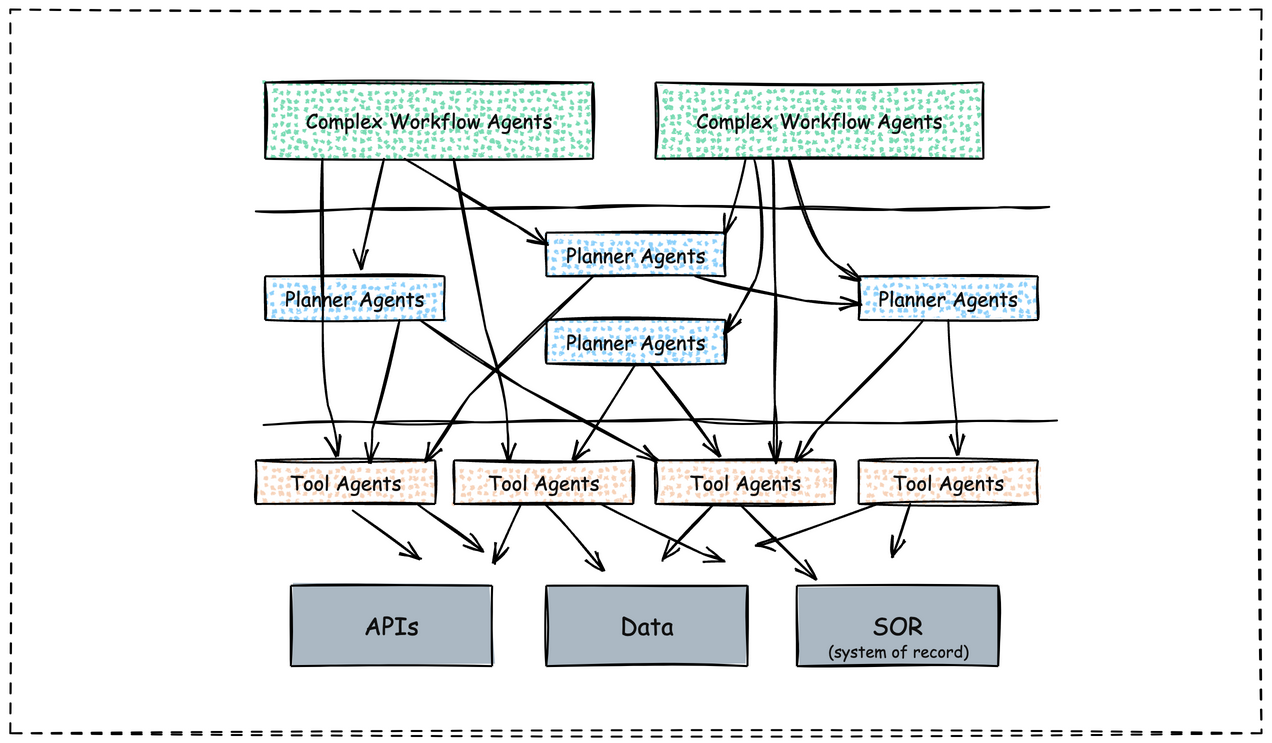 Complex Workflow Agents
Complex Workflow Agents
Planner Agents
Planner Agents
Planner Agents
Planner Agents
Tool Agents
Tool Agents
Tool Agents
Tool Agents
APIs
Data
SOR
(system of record)